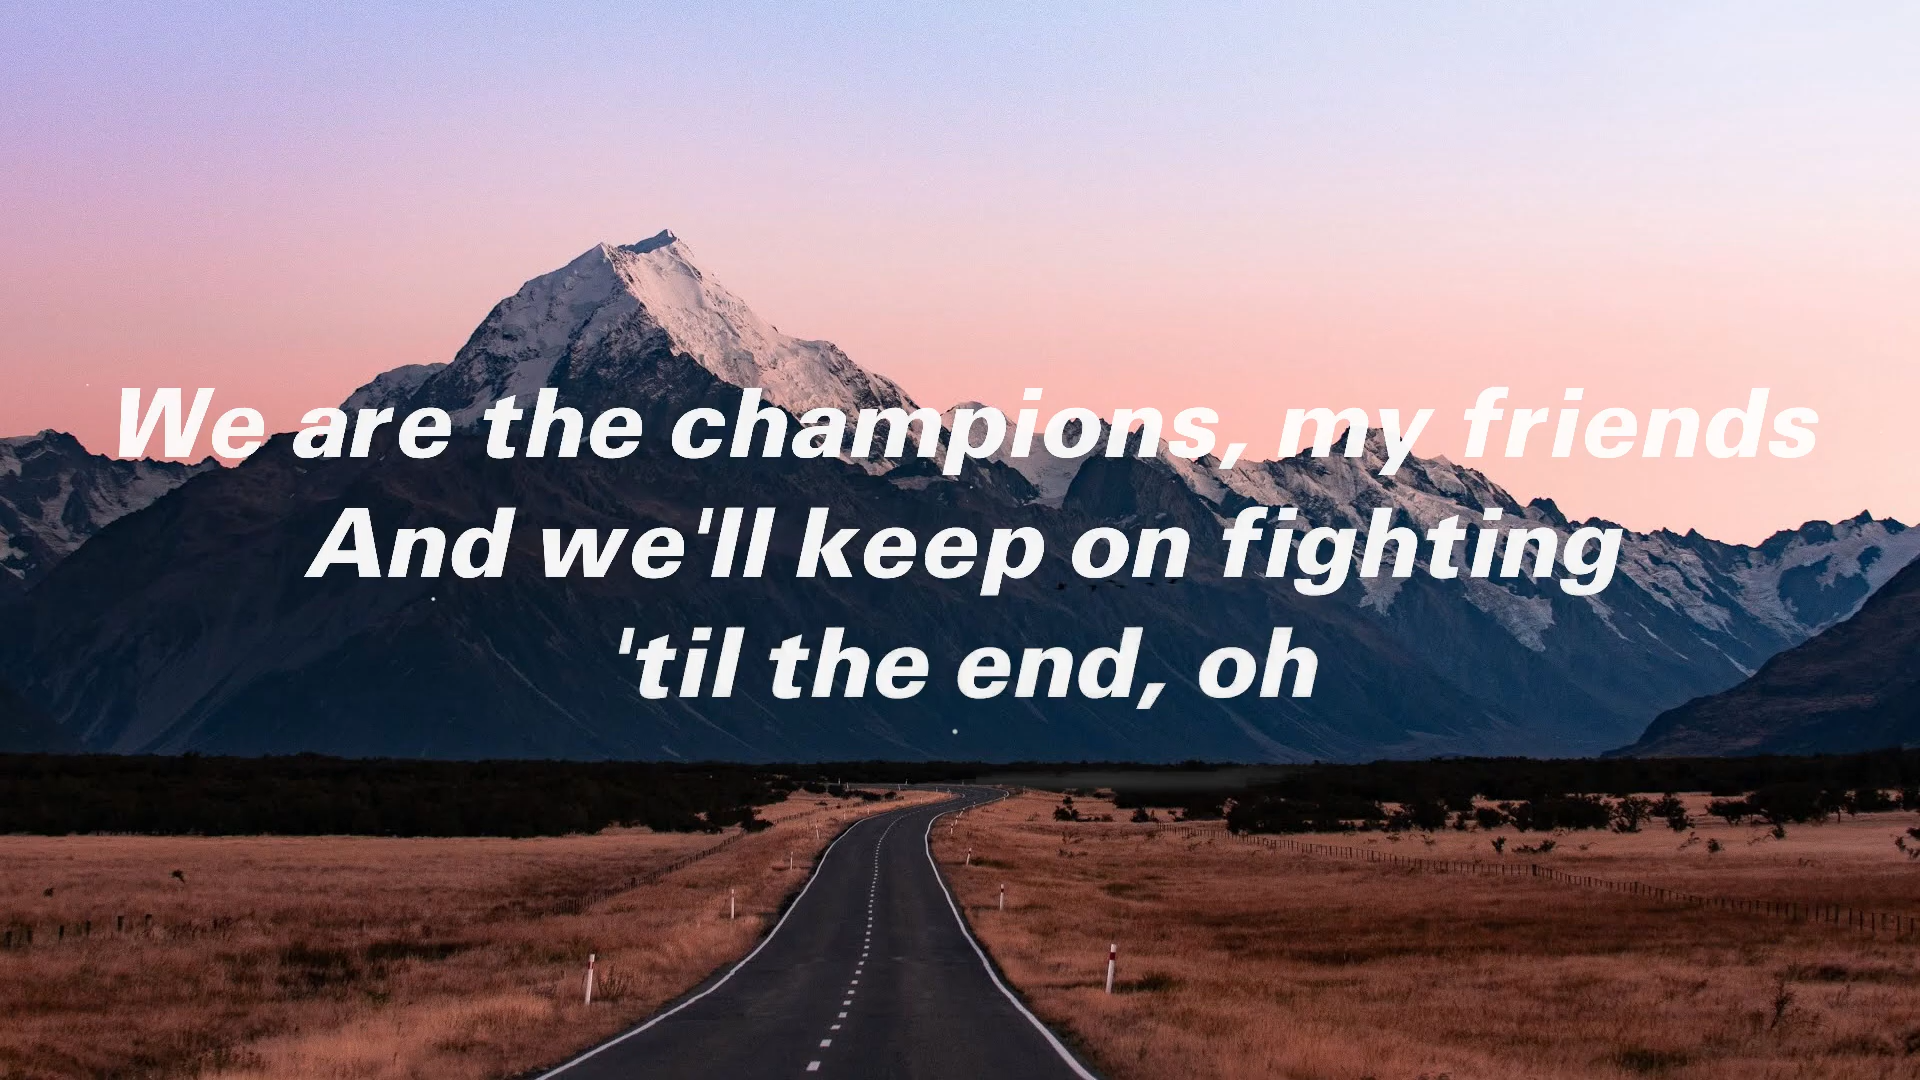 We are the champions, my friends
And we'll keep on fighting
'til the end, oh